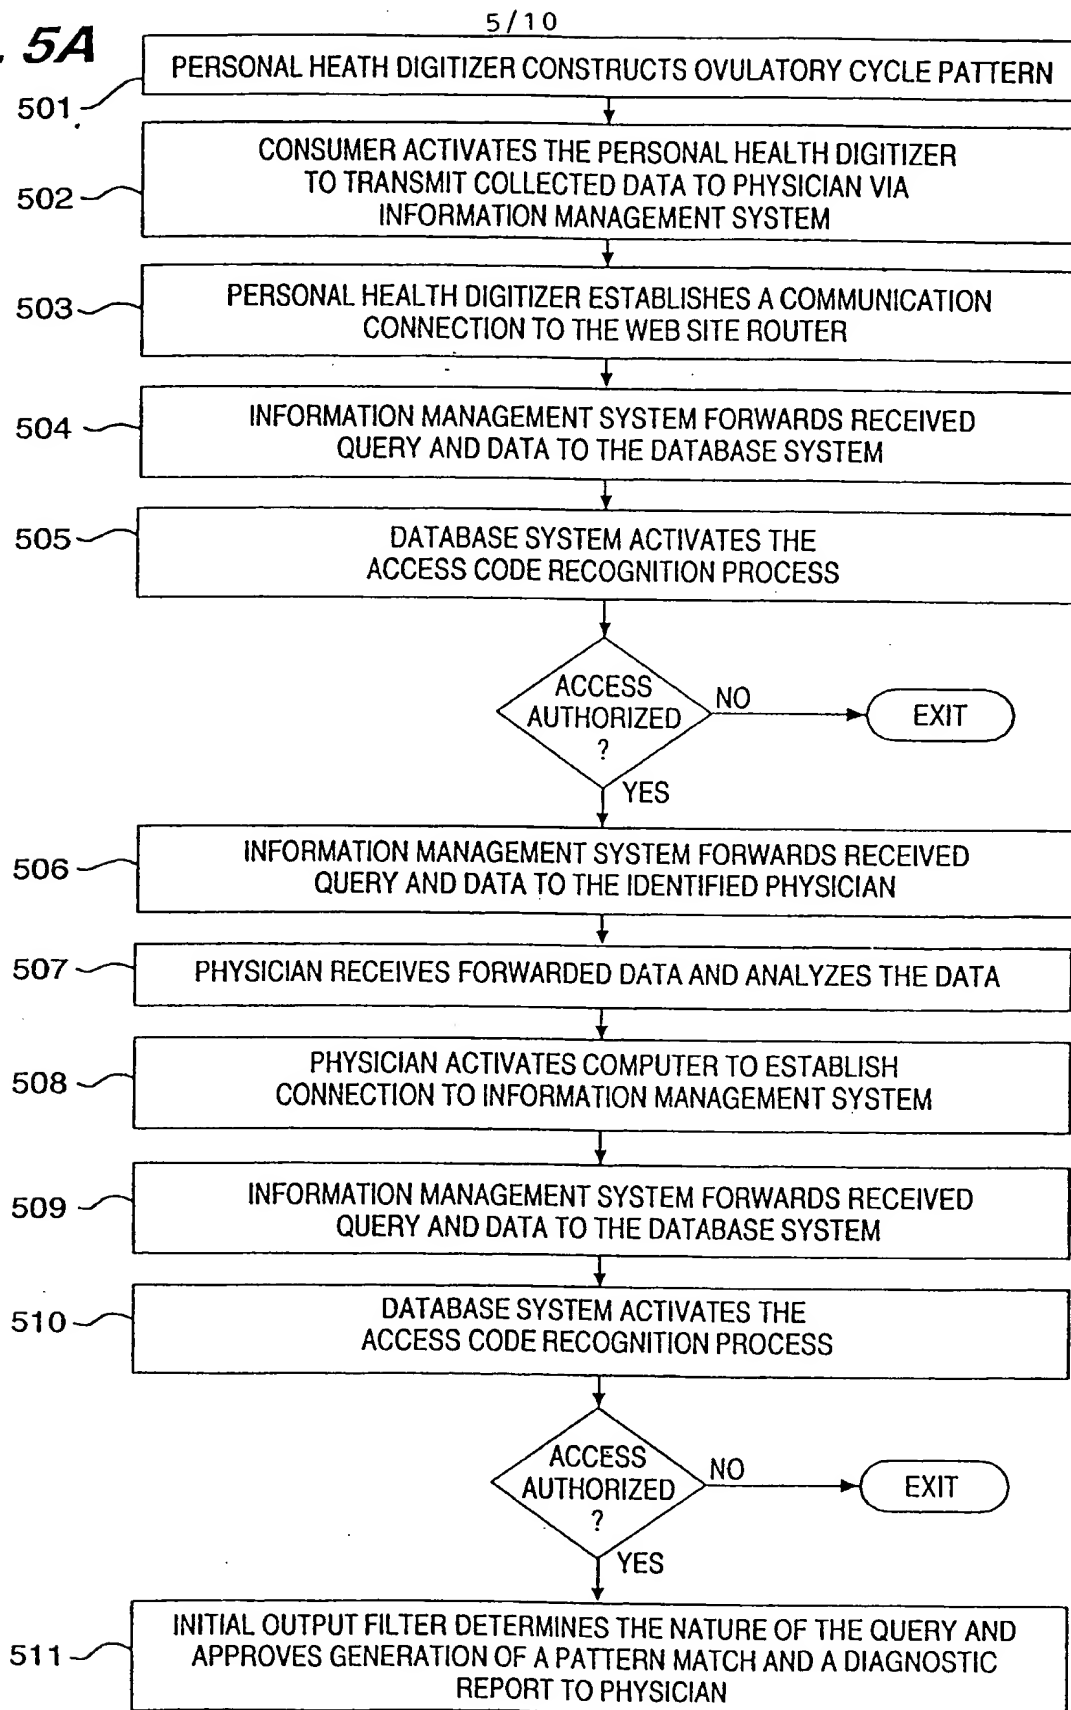 5/10
. 5A
PERSONAL HEATH DIGITIZER CONSTRUCTS OVULATORY CYCLE PATTERN
501
CONSUMER ACTIVATES THE PERSONAL HEALTH DIGITIZER
TO TRANSMIT COLLECTED DATA TO PHYSICIAN VIA
INFORMATION MANAGEMENT SYSTEM
502
PERSONAL HEALTH DIGITIZER ESTABLISHES A COMMUNICATION
CONNECTION TO THE WEB SITE ROUTER
503
INFORMATION MANAGEMENT SYSTEM FORWARDS RECEIVED
QUERY AND DATA TO THE DATABASE SYSTEM
504
DATABASE SYSTEM ACTIVATES THE
ACCESS CODE RECOGNITION PROCESS
505
ACCESS
AUTHORIZED
?
NO
EXIT
YES
INFORMATION MANAGEMENT SYSTEM FORWARDS RECEIVED
QUERY AND DATA TO THE IDENTIFIED PHYSICIAN
506
PHYSICIAN RECEIVES FORWARDED DATA AND ANALYZES THE DATA
507
PHYSICIAN ACTIVATES COMPUTER TO ESTABLISH
CONNECTION TO INFORMATION MANAGEMENT SYSTEM
508
INFORMATION MANAGEMENT SYSTEM FORWARDS RECEIVED
QUERY AND DATA TO THE DATABASE SYSTEM
509
DATABASE SYSTEM ACTIVATES THE
ACCESS CODE RECOGNITION PROCESS
510
ACCESS
AUTHORIZED
?
NO
EXIT
YES
INITIAL OUTPUT FILTER DETERMINES THE NATURE OF THE QUERY AND
APPROVES GENERATION OF A PATTERN MATCH AND A DIAGNOSTIC
REPORT TO PHYSICIAN
511